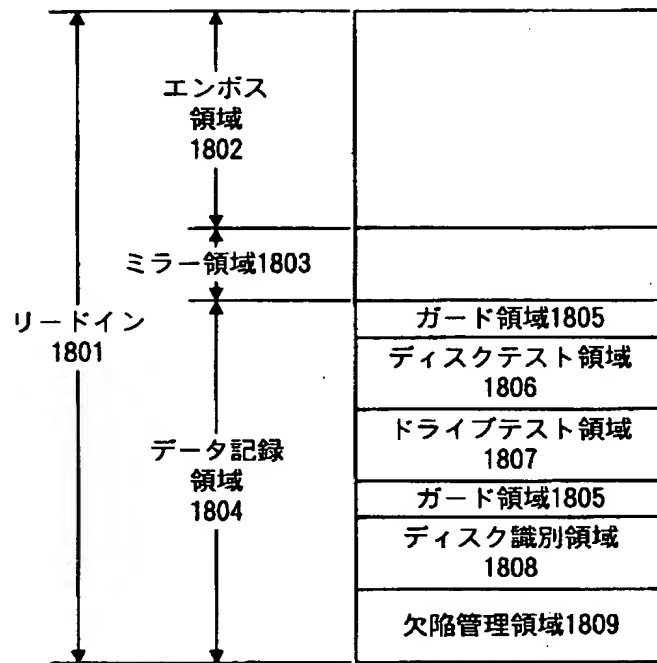 リードイン
1801
エンボス
領域
1802
ミラー領域1803
データ記録
領域
1804
ガード領域1805
ディスクテスト領域
1806
ドライブテスト領域
1807
ガード領域1805
ディスク識別領域
1808
欠陥管理領域1809